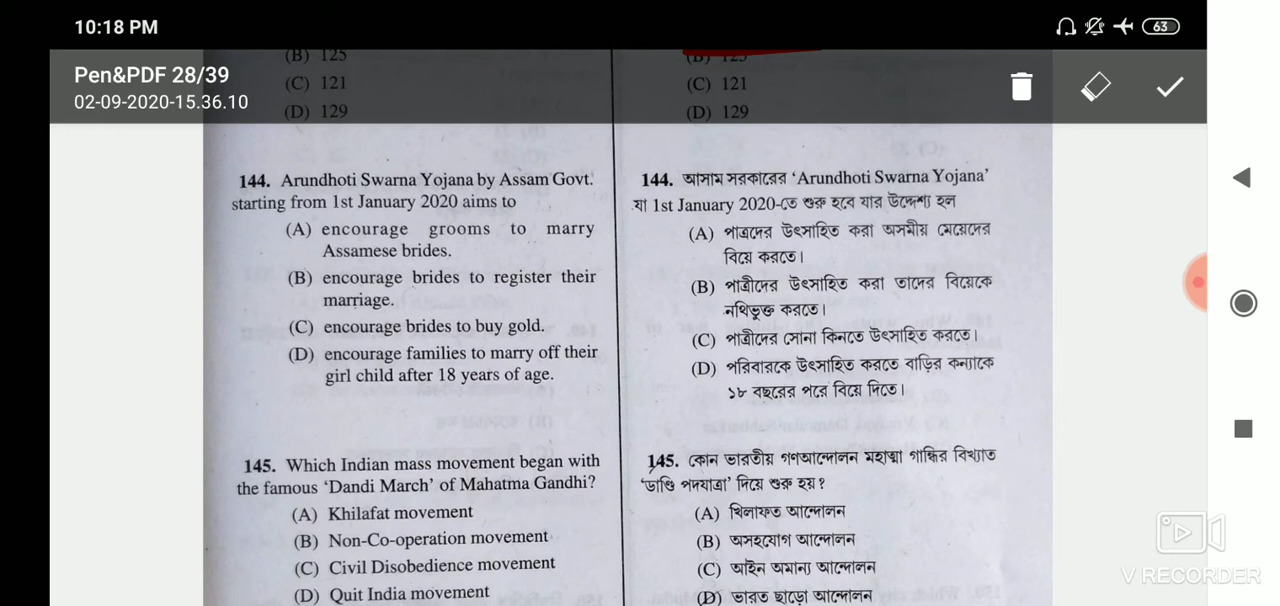 10:18 PM
63
Pen&PDF 28/39
02-09-2020-15.36.10
(B) 125
(C) 121
(D) 129
144. Arundhoti Swarna Yojana by Assam Govt.
starting from 1st January 2020 aims to
(A) encourage grooms to marry
Assamese brides.
(B) encourage brides to register their
marriage.
(C) encourage brides to buy gold.
(D) encourage families to marry off their
girl child after 18 years of age.
145. Which Indian mass movement began with
the famous ‘Dandi March’ of Mahatma Gandhi?
(A) Khilafat movement
(B) Non-Co-operation movement
(C) Civil Disobedience movement
(D) Quit India movement
(B) 125
(C) 121
(D) 129
144. আসাম সরকারের ‘Arundhoti Swarna Yojana’
যা 1st January 2020-তে শুরু হবে যার উদ্দেশ্য হল
(A) পাত্রদের উৎসাহিত করা অসমীয় মেয়েদের
বিয়ে করতে।
(B) পাত্রীদের উৎসাহিত করা তাদের বিয়েকে
নথিভুক্ত করতে।
(C) পাত্রীদের সোনা কিনতে উৎসাহিত করতে।
(D) পরিবারকে উৎসাহিত করতে বাড়ির কন্যাকে
১৮ বছরের পরে বিয়ে দিতে।
145. কোন ভারতীয় গণআন্দোলন মহাত্মা গান্ধির বিখ্যাত
‘ডাণ্ডি পদযাত্রা’ দিয়ে শুরু হয়?
(A) খিলাফত আন্দোলন
(B) অসহযোগ আন্দোলন
(C) আইন অমান্য আন্দোলন
(D) ভারত ছাড়ো আন্দোলন
V RECORDER